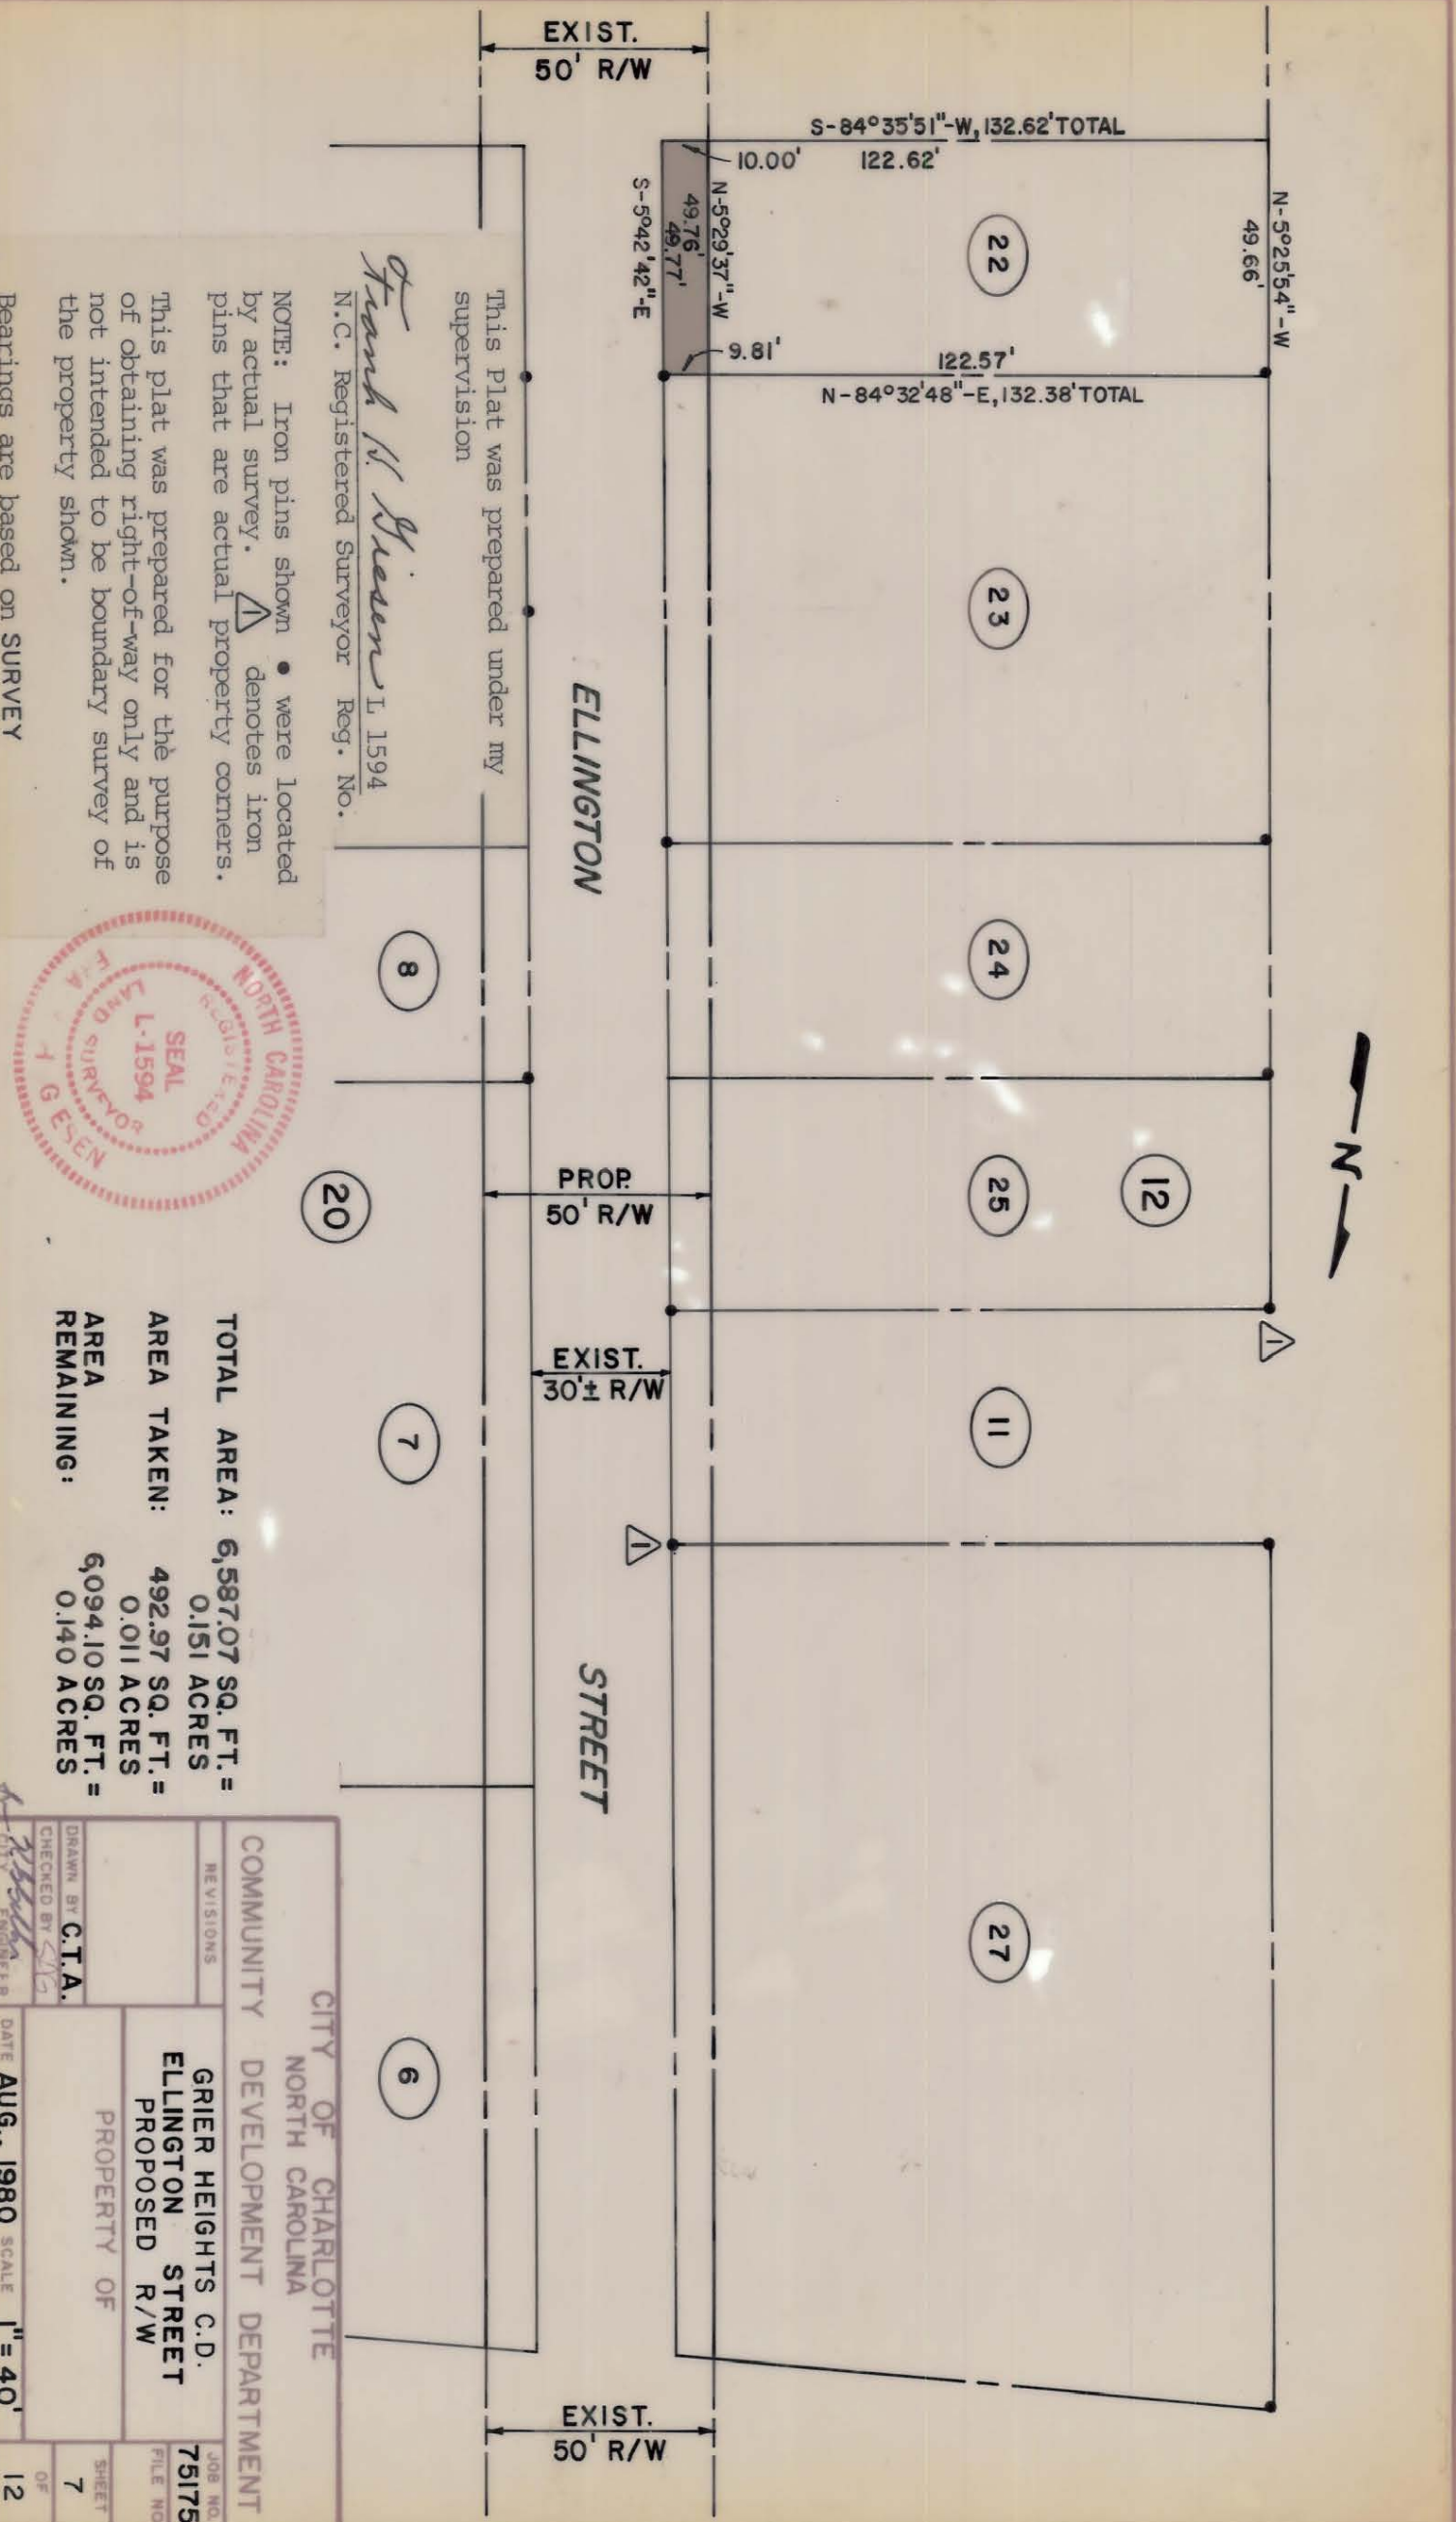 N
EXIST.
50' R/W
S-84°35'51"-W, 132.62' TOTAL
10.00'
122.62'
N-5°25'54"-W
49.66'
22
N-5°29'37"-W
49.76'
49.77'
S-5°42'42"-E
9.81'
122.57'
N-84°32'48"-E, 132.38' TOTAL
23
24
25
12
11
27
ELLINGTON STREET
PROP.
50' R/W
EXIST.
30'± R/W
EXIST.
50' R/W
1
1
8
20
7
6
This Plat was prepared under my
supervision
Frank H. Giesen L 1594
N.C. Registered Surveyor Reg. No.
NOTE: Iron pins shown • were located
by actual survey. 1 denotes iron
pins that are actual property corners.
This plat was prepared for the purpose
of obtaining right-of-way only and is
not intended to be boundary survey of
the property shown.
Bearings are based on SURVEY
NORTH CAROLINA
REGISTERED
SEAL
L-1594
LAND SURVEYOR
TOTAL AREA: 6,587.07 SQ. FT. =
0.151 ACRES
AREA TAKEN: 492.97 SQ. FT. =
0.011 ACRES
AREA
REMAINING: 6,094.10 SQ. FT. =
0.140 ACRES
CITY OF CHARLOTTE
NORTH CAROLINA
COMMUNITY DEVELOPMENT DEPARTMENT
REVISIONS
DRAWN BY C.T.A.
CHECKED BY
CITY ENGINEER
GRIER HEIGHTS C.D.
ELLINGTON STREET
PROPOSED R/W
PROPERTY OF
DATE AUG., 1980 SCALE 1"=40'
JOB NO.
75175
FILE NO
SHEET
7
OF
12